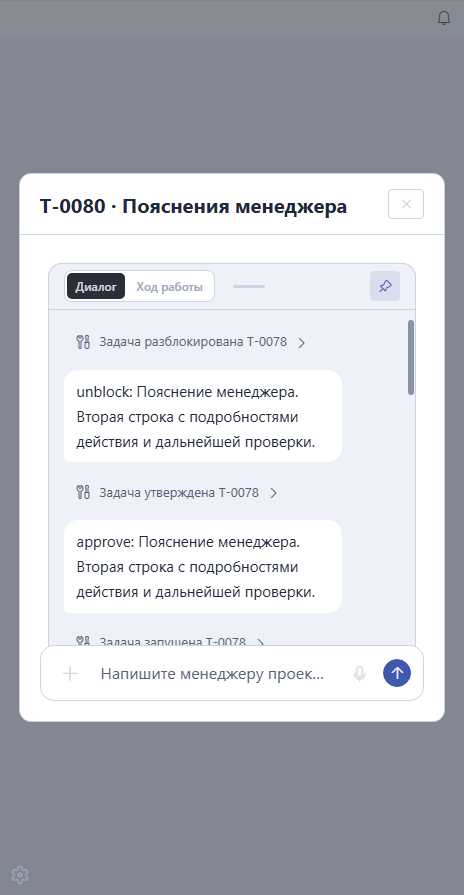 T-0080 · Пояснения менеджера
Диалог
Ход работы
Задача разблокирована T-0078
unblock: Пояснение менеджера.
Вторая строка с подробностями
действия и дальнейшей проверки.
Задача утверждена T-0078
approve: Пояснение менеджера.
Вторая строка с подробностями
действия и дальнейшей проверки.
Задача запущена T-0078
Напишите менеджеру проек...